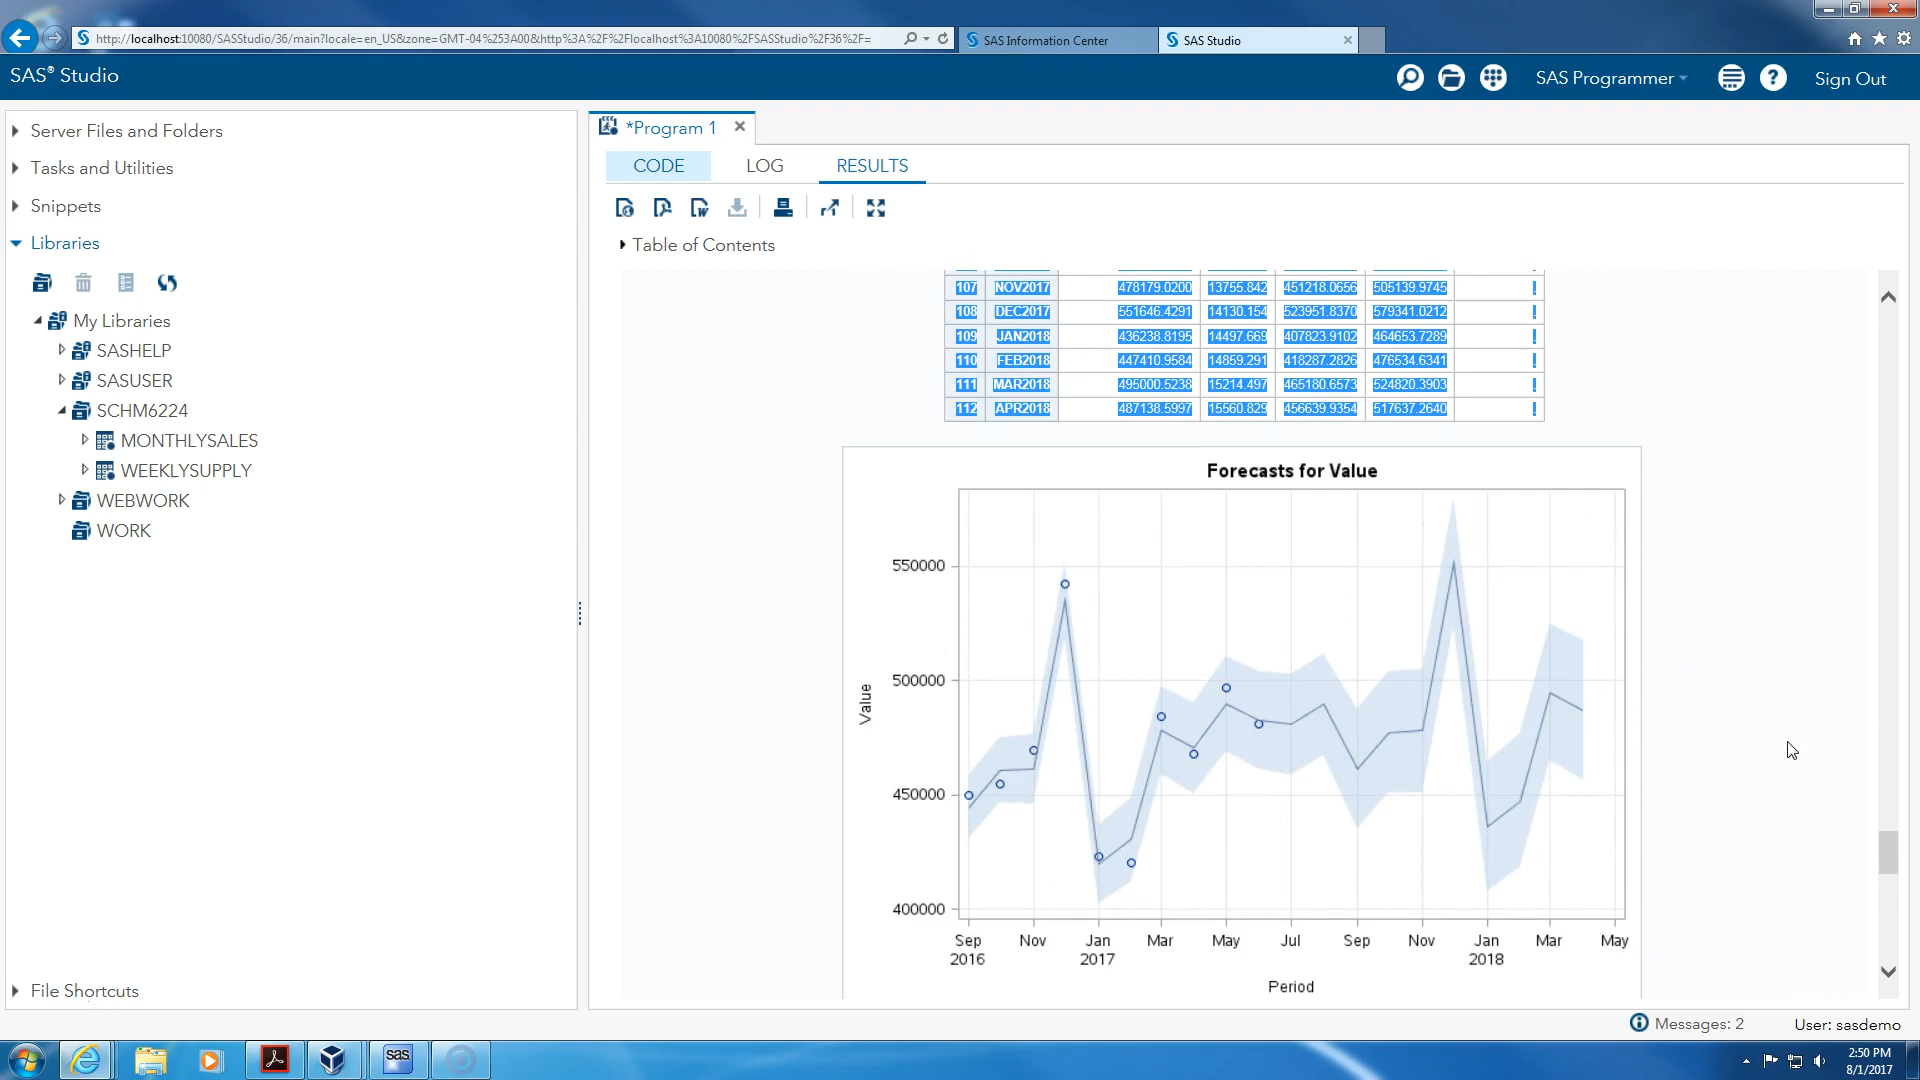 http://localhost:10080/SASStudio/36/main?locale=en_US&zone=GMT-04%253A00&http%3A%2F%2Flocalhost%3A10080%2FSASStudio%2F36%2F=
SAS Information Center
SAS Studio
SAS® Studio
SAS Programmer
Sign Out
Server Files and Folders
Tasks and Utilities
Snippets
Libraries
My Libraries
SASHELP
SASUSER
SCHM6224
MONTHLYSALES
WEEKLYSUPPLY
WEBWORK
WORK
File Shortcuts
*Program 1
CODE LOG RESULTS
Table of Contents
107 NOV2017 478179.0200 13755.842 451218.0656 505139.9745 .
108 DEC2017 551646.4291 14130.154 523951.8370 579341.0212 .
109 JAN2018 436238.8195 14497.669 407823.9102 464653.7289 .
110 FEB2018 447410.9584 14859.291 418287.2826 476534.6341 .
111 MAR2018 495000.5238 15214.497 465180.6573 524820.3903 .
112 APR2018 487138.5997 15560.829 456639.9354 517637.2640 .
Forecasts for Value
550000
500000
450000
400000
Value
Sep Nov Jan Mar May Jul Sep Nov Jan Mar May
2016 2017 2018
Period
Messages: 2
User: sasdemo
sas
2:50 PM
8/1/2017